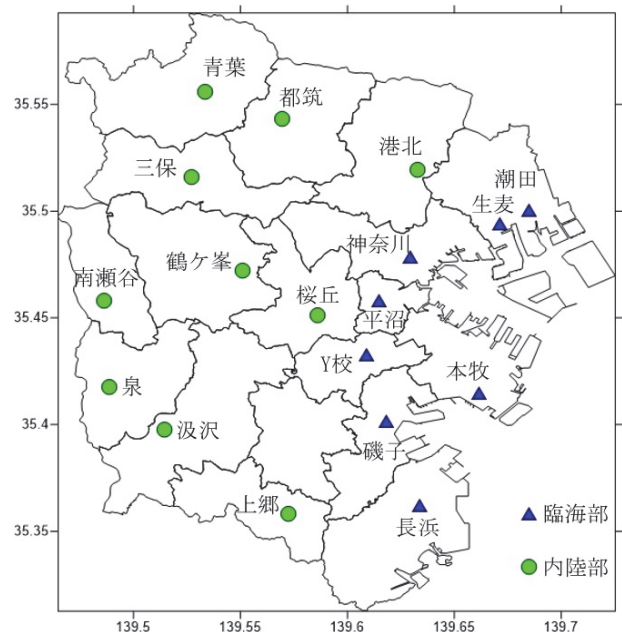 青葉
都筑
35.55
港北
三保
潮田
生麦
35.5
神奈川
鶴ケ峯
南瀬谷
桜丘
平沼
35.45
Y校
本牧
泉
汲沢
35.4
磯子
上郷
長浜
臨海部
35.35
内陸部
139.5
139.55
139.6
139.65
139.7